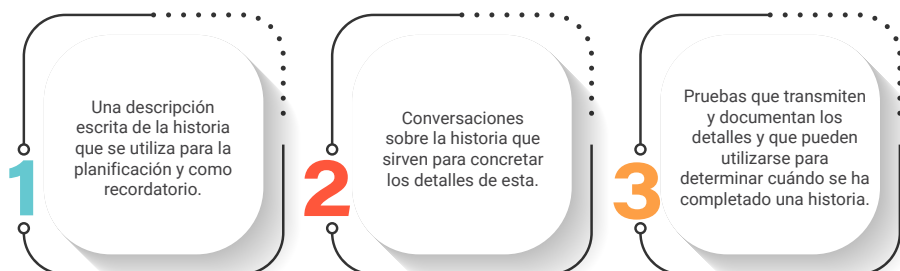 1
Una descripción
escrita de la historia
que se utiliza para la
planificación y como
recordatorio.
2
Conversaciones
sobre la historia que
sirven para concretar
los detalles de esta.
3
Pruebas que transmiten
y documentan los
detalles y que pueden
utilizarse para
determinar cuándo se ha
completado una historia.